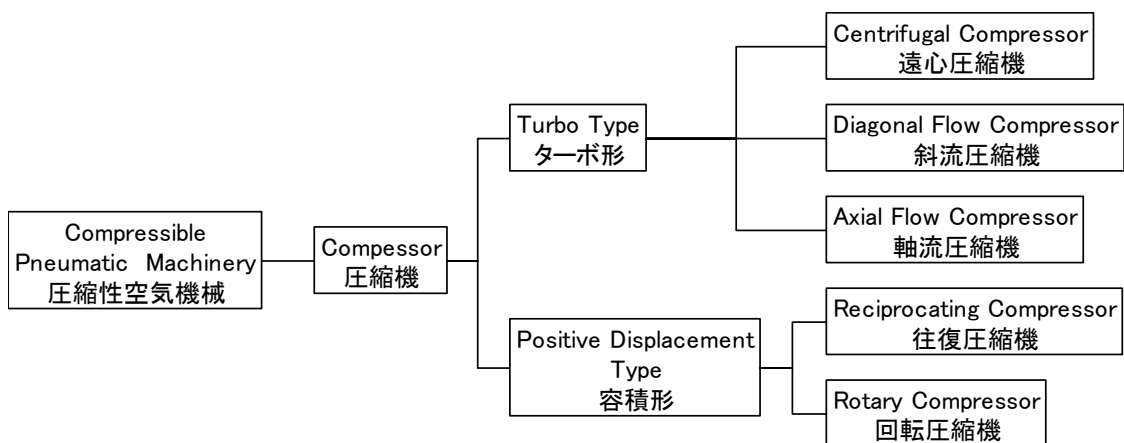 Compressible
Pneumatic Machinery
圧縮性空気機械
Compessor
圧縮機
Turbo Type
ターボ形
Positive Displacement
Type
容積形
Centrifugal Compressor
遠心圧縮機
Diagonal Flow Compressor
斜流圧縮機
Axial Flow Compressor
軸流圧縮機
Reciprocating Compressor
往復圧縮機
Rotary Compressor
回転圧縮機